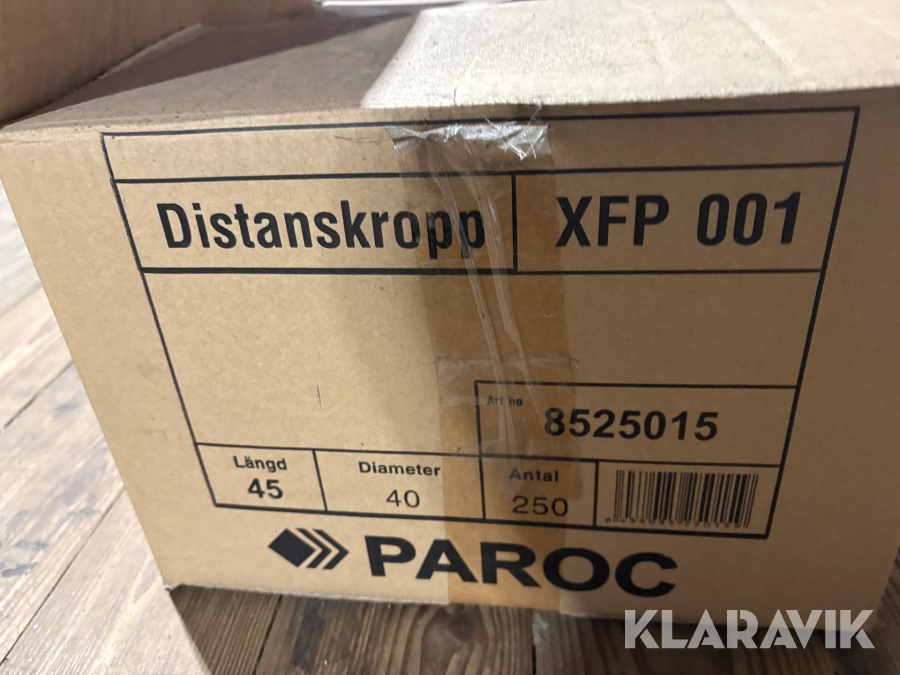 Distanskropp XFP 001
Art no 8525015
Längd Diameter Antal
45 40 250
PAROC
KLARAVIK